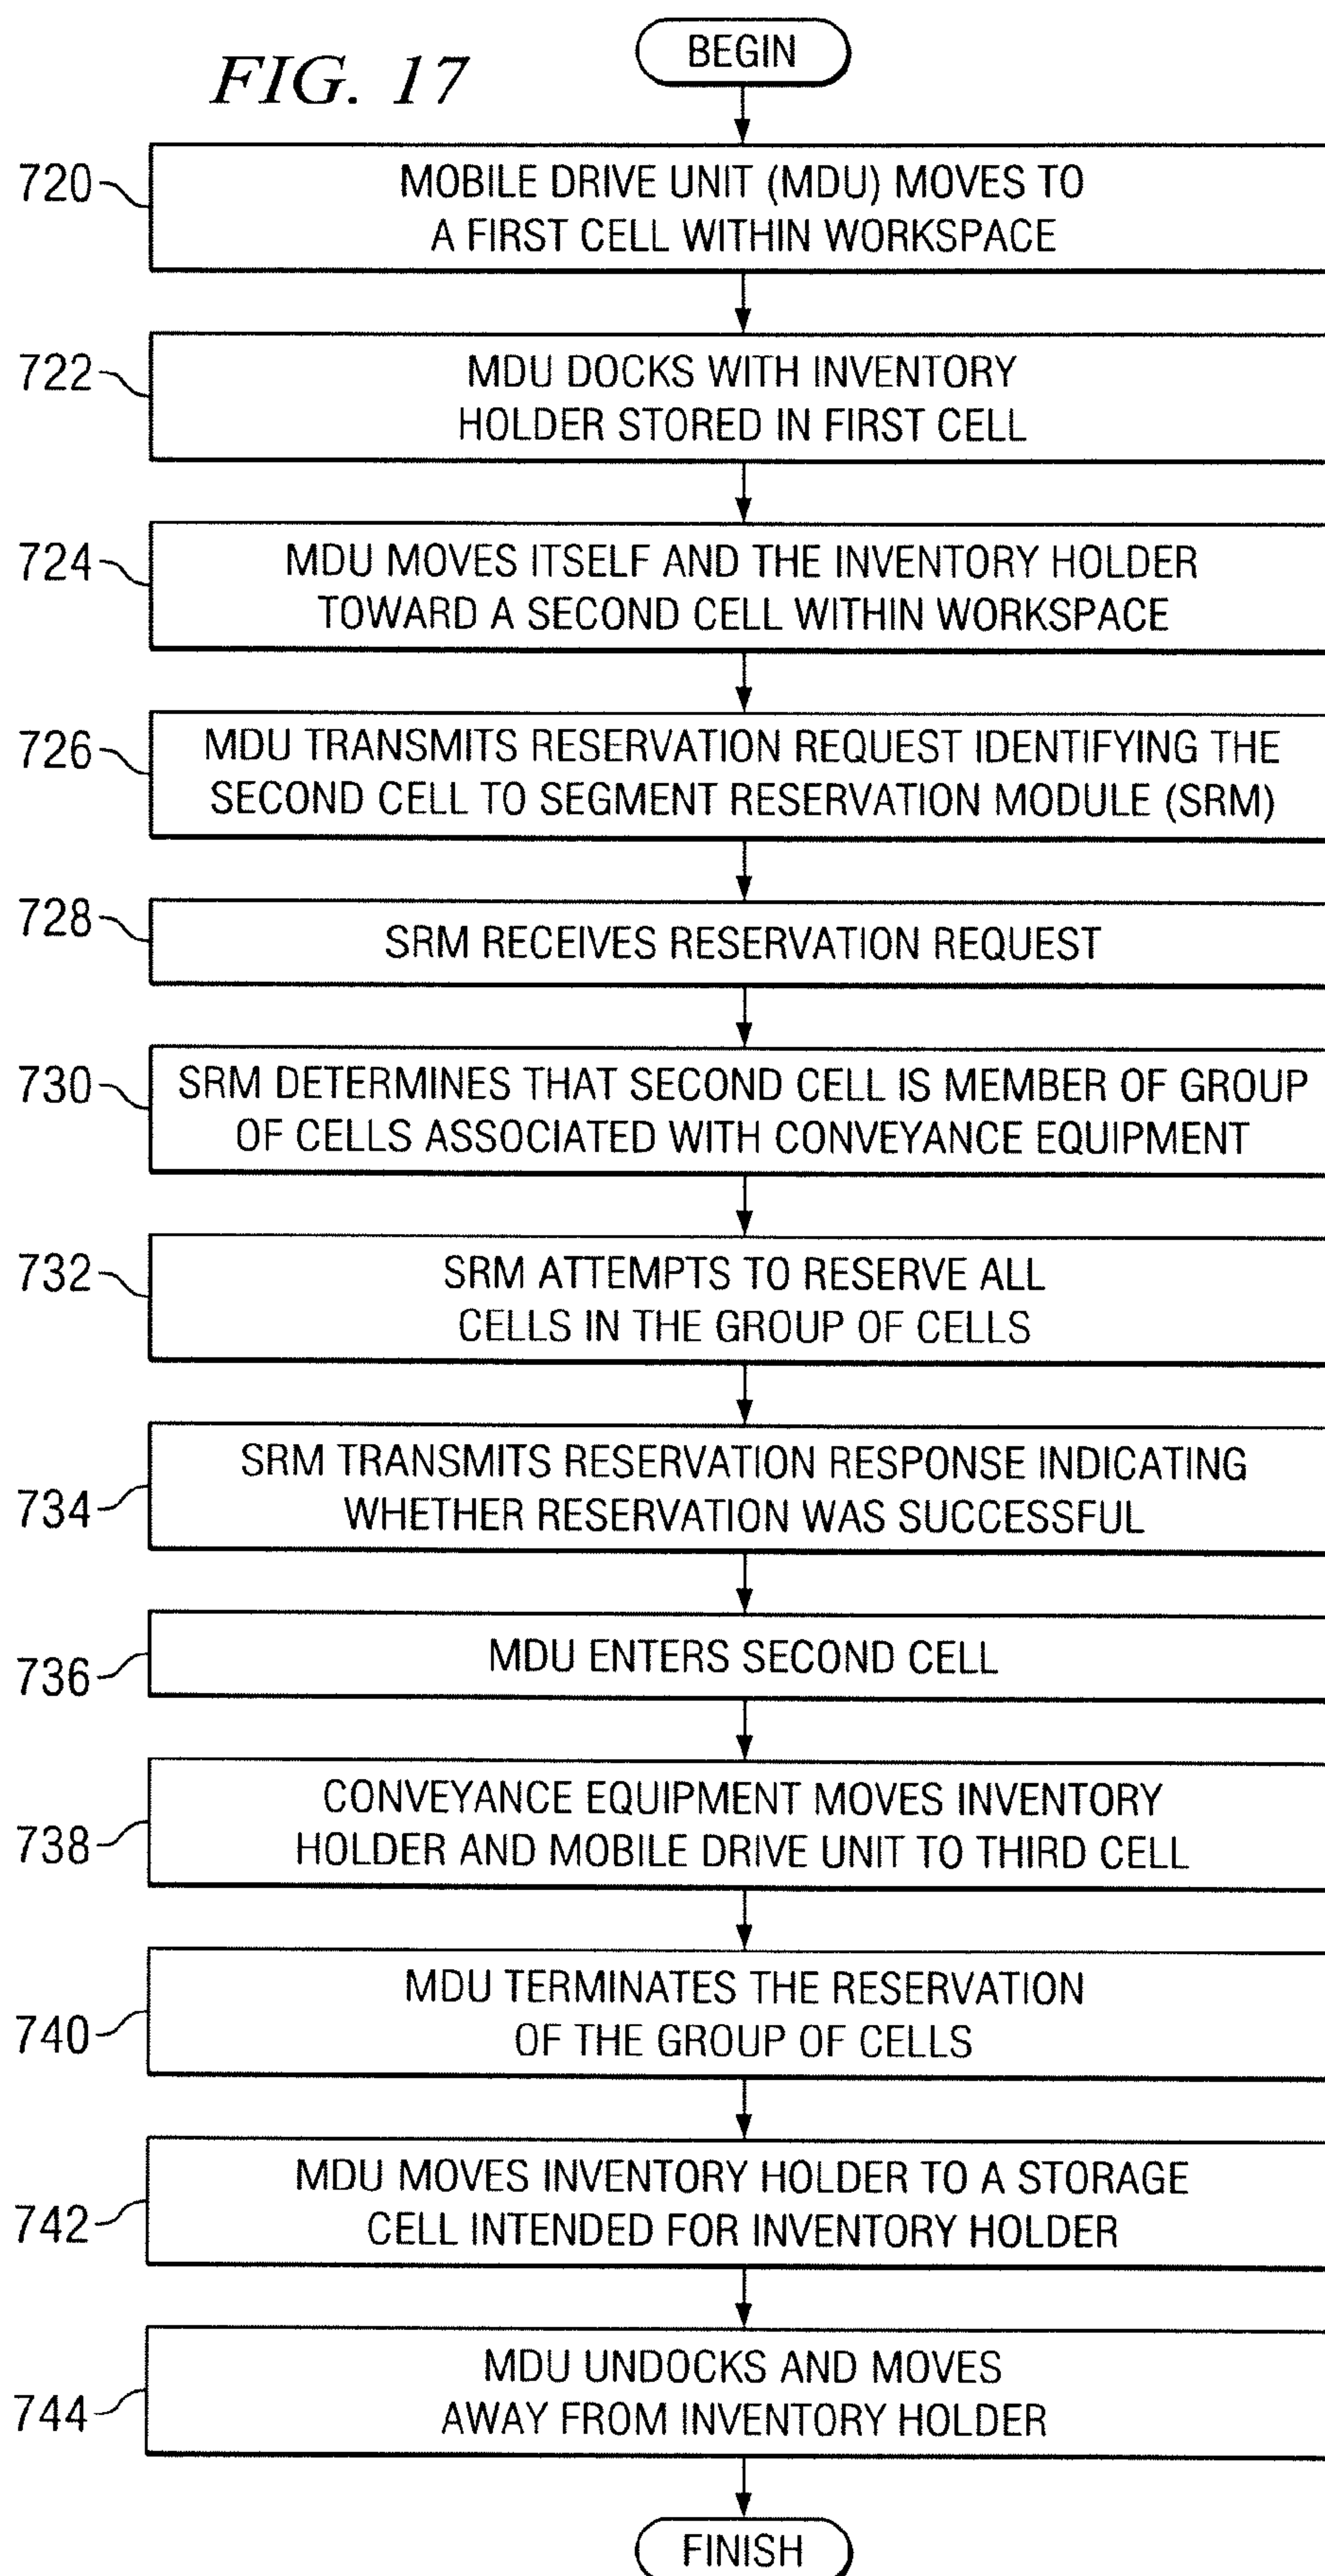 FIG. 17
BEGIN
720
MOBILE DRIVE UNIT (MDU) MOVES TO
A FIRST CELL WITHIN WORKSPACE
722
MDU DOCKS WITH INVENTORY
HOLDER STORED IN FIRST CELL
724
MDU MOVES ITSELF AND THE INVENTORY HOLDER
TOWARD A SECOND CELL WITHIN WORKSPACE
726
MDU TRANSMITS RESERVATION REQUEST IDENTIFYING THE
SECOND CELL TO SEGMENT RESERVATION MODULE (SRM)
728
SRM RECEIVES RESERVATION REQUEST
730
SRM DETERMINES THAT SECOND CELL IS MEMBER OF GROUP
OF CELLS ASSOCIATED WITH CONVEYANCE EQUIPMENT
732
SRM ATTEMPTS TO RESERVE ALL
CELLS IN THE GROUP OF CELLS
734
SRM TRANSMITS RESERVATION RESPONSE INDICATING
WHETHER RESERVATION WAS SUCCESSFUL
736
MDU ENTERS SECOND CELL
738
CONVEYANCE EQUIPMENT MOVES INVENTORY
HOLDER AND MOBILE DRIVE UNIT TO THIRD CELL
740
MDU TERMINATES THE RESERVATION
OF THE GROUP OF CELLS
742
MDU MOVES INVENTORY HOLDER TO A STORAGE
CELL INTENDED FOR INVENTORY HOLDER
744
MDU UNDOCKS AND MOVES
AWAY FROM INVENTORY HOLDER
FINISH